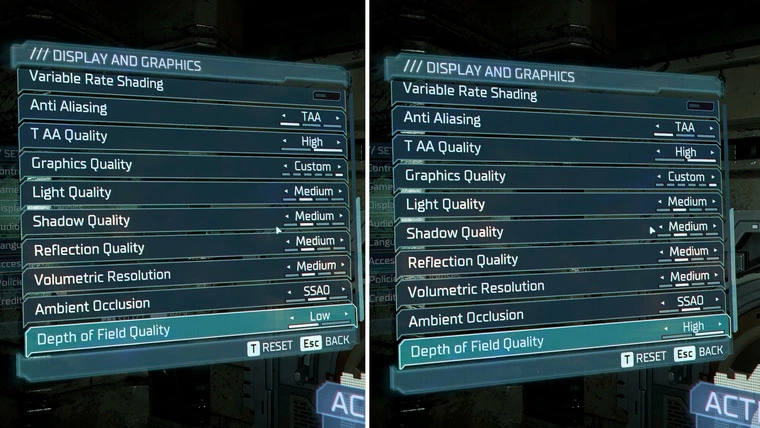 /// DISPLAY AND GRAPHICS
Variable Rate Shading
Anti Aliasing TAA
T AA Quality High
Graphics Quality Custom
Light Quality Medium
Shadow Quality Medium
Reflection Quality Medium
Volumetric Resolution Medium
Ambient Occlusion SSAO
Depth of Field Quality Low
T RESET Esc BACK
/// DISPLAY AND GRAPHICS
Variable Rate Shading
Anti Aliasing TAA
T AA Quality High
Graphics Quality Custom
Light Quality Medium
Shadow Quality Medium
Reflection Quality Medium
Volumetric Resolution Medium
Ambient Occlusion SSAO
Depth of Field Quality High
T RESET Esc BACK